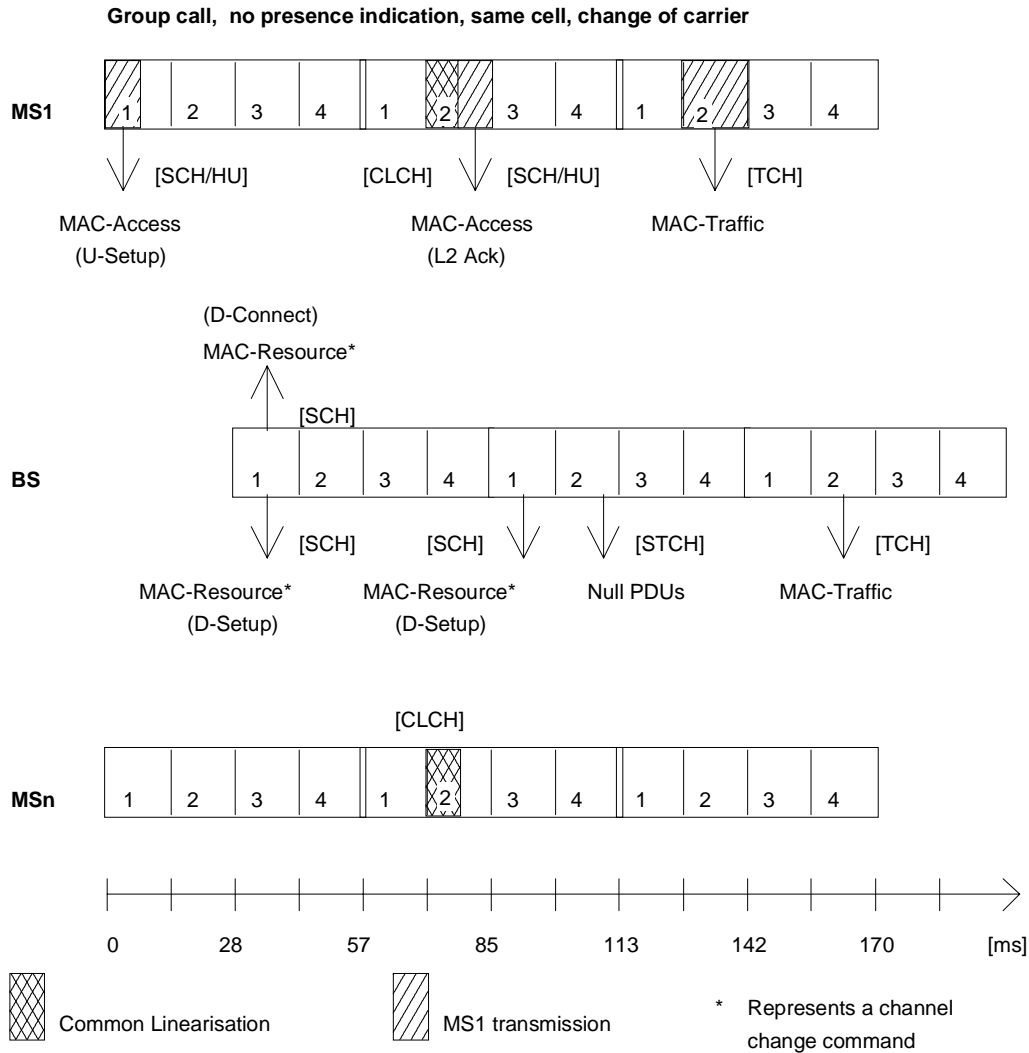 Group call, no presence indication, same cell, change of carrier
MS1
1 2 3 4 1 2 3 4 1 2 3 4
[SCH/HU] [CLCH] [SCH/HU] [TCH]
MAC-Access MAC-Access MAC-Traffic
(U-Setup) (L2 Ack)
(D-Connect)
MAC-Resource*
[SCH]
BS
1 2 3 4 1 2 3 4 1 2 3 4
[SCH] [SCH] [STCH] [TCH]
MAC-Resource* MAC-Resource* Null PDUs MAC-Traffic
(D-Setup) (D-Setup)
[CLCH]
MSn
1 2 3 4 1 2 3 4 1 2 3 4
0 28 57 85 113 142 170 [ms]
Common Linearisation
MS1 transmission
* Represents a channel
change command